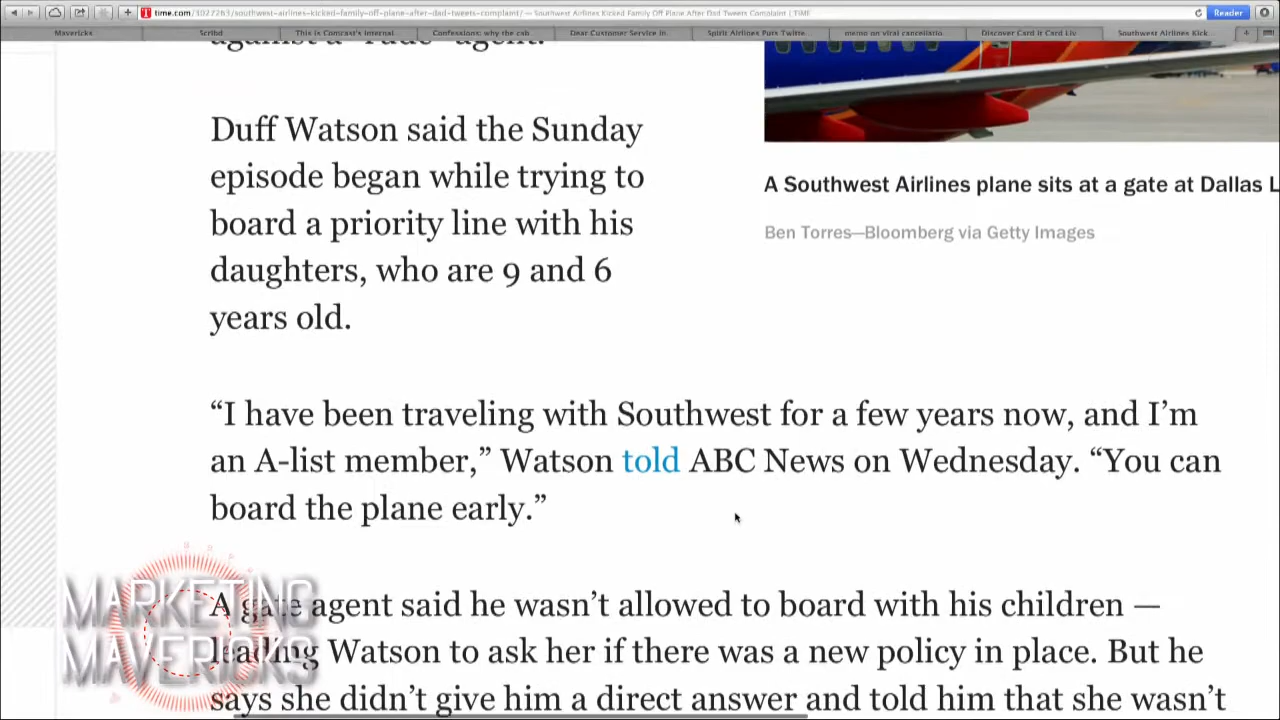 time.com/3027263/southwest-airlines-kicked-family-off-plane-after-dad-tweets-complaint/ — Southwest Airlines Kicked Family Off Plane After Dad Tweets Complaint | TIME
Reader
Mavericks
Scribd
This is Comcast's internal
Confessions: why the cab
Dear Customer Service in
Spirit Airlines Puts Twitte...
memo on viral cancellatio
Discover Card It Card Liv
Southwest Airlines Kick
against a "rude" agent.
Duff Watson said the Sunday
episode began while trying to
board a priority line with his
daughters, who are 9 and 6
years old.
A Southwest Airlines plane sits at a gate at Dallas L
Ben Torres—Bloomberg via Getty Images
“I have been traveling with Southwest for a few years now, and I’m
an A-list member,” Watson told ABC News on Wednesday. “You can
board the plane early.”
A gate agent said he wasn’t allowed to board with his children —
leading Watson to ask her if there was a new policy in place. But he
says she didn’t give him a direct answer and told him that she wasn’t
MARKETING
MAVERICKS